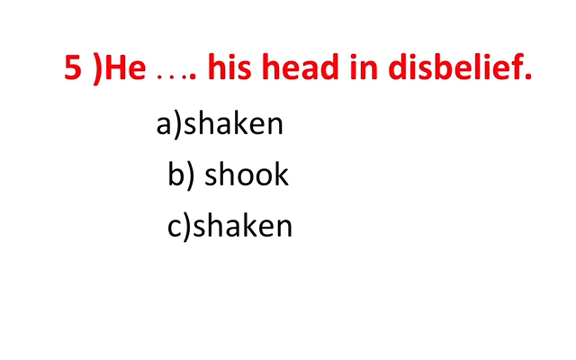 5 )He .... his head in disbelief.
a)shaken
b) shook
c)shaken